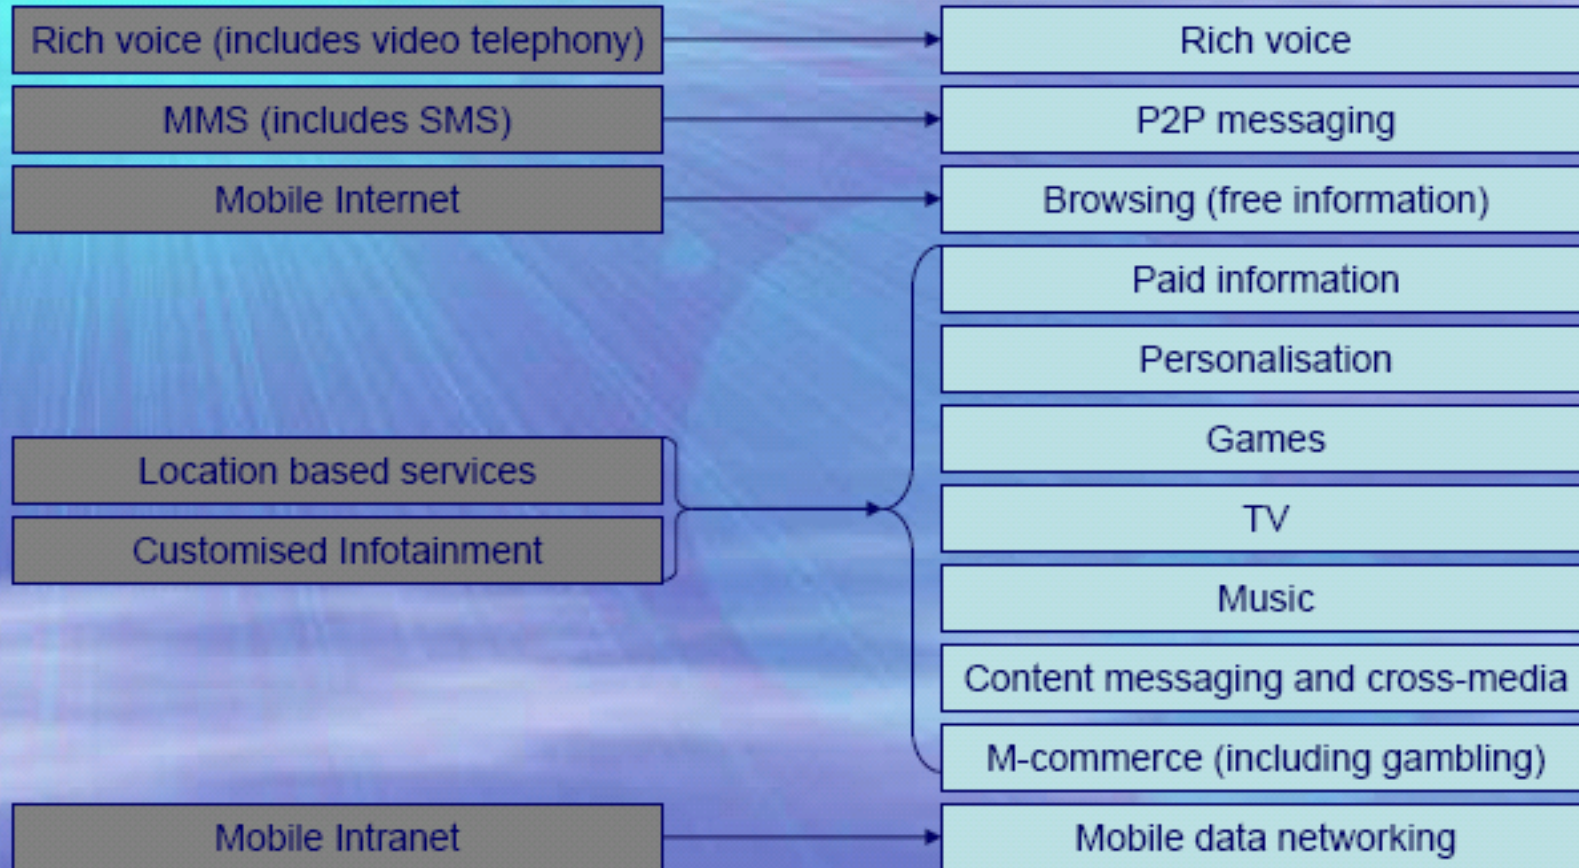 Rich voice (includes video telephony)
Rich voice
MMS (includes SMS)
P2P messaging
Mobile Internet
Browsing (free information)
Paid information
Personalisation
Games
Location based services
TV
Customised Infotainment
Music
Content messaging and cross-media
M-commerce (including gambling)
Mobile Intranet
Mobile data networking